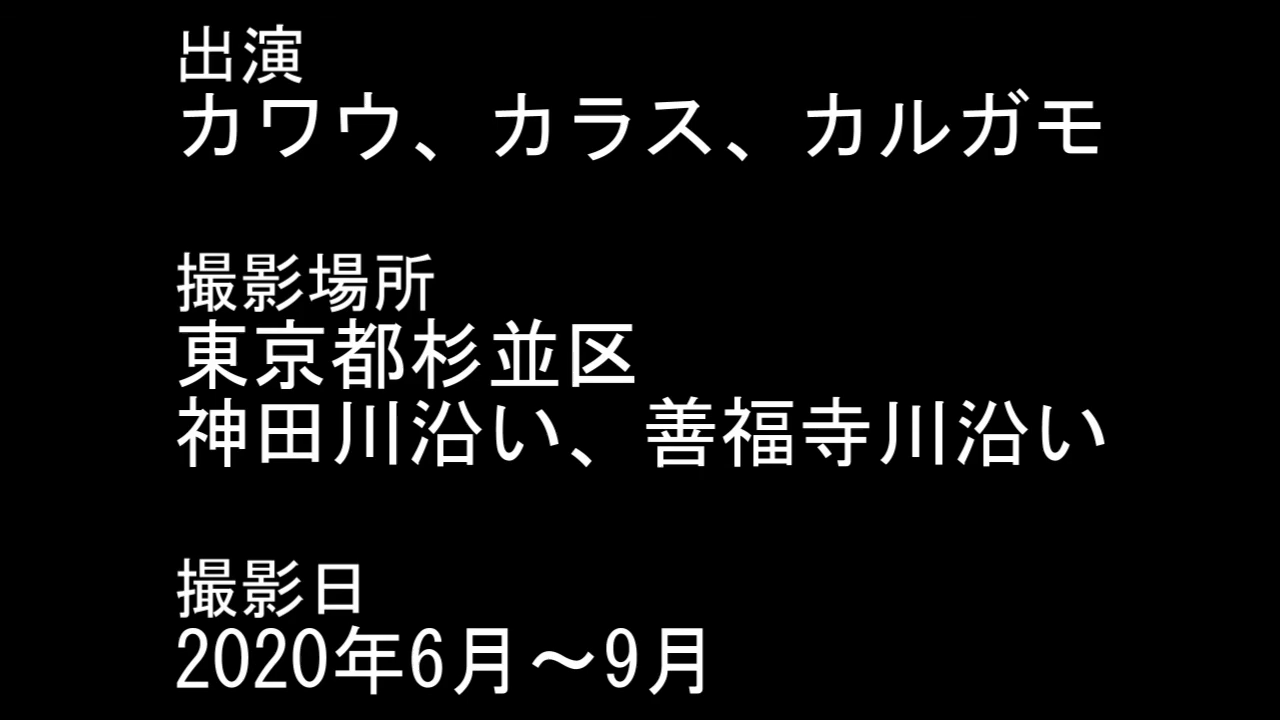 出演
カワウ、カラス、カルガモ
撮影場所
東京都杉並区
神田川沿い、善福寺川沿い
撮影日
2020年6月～9月